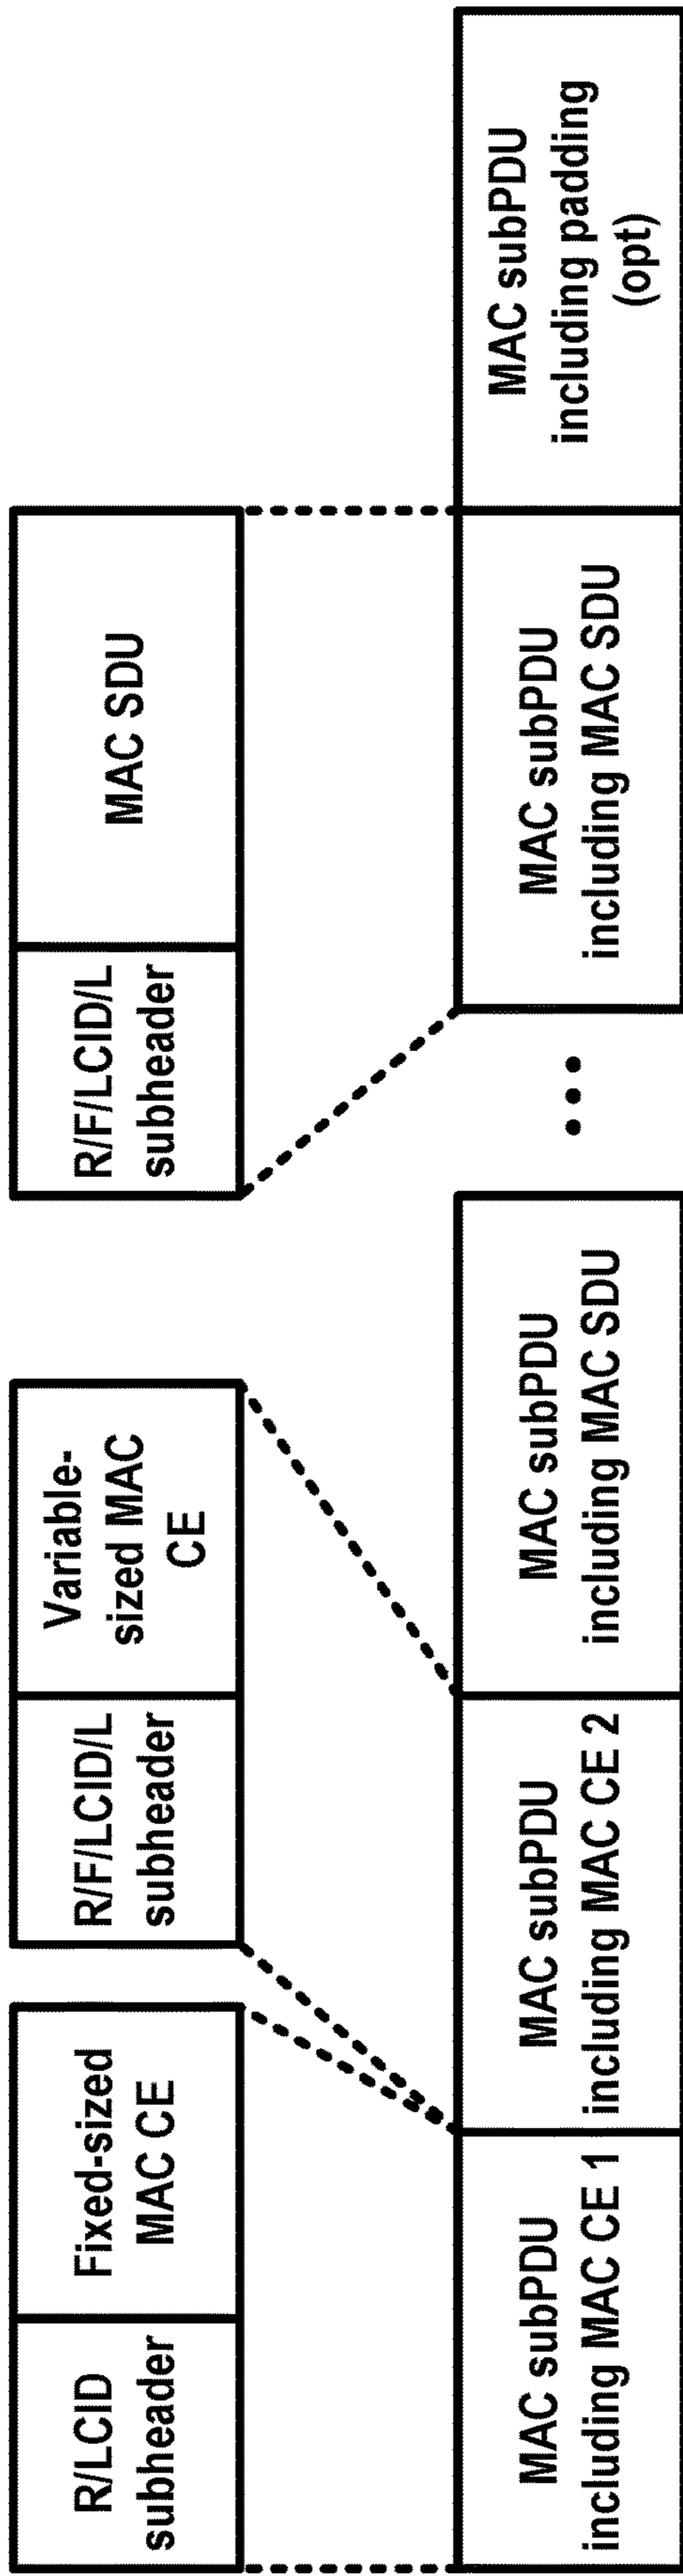 R/LCID
subheader
Fixed-sized
MAC CE
R/F/LCID/L
subheader
Variable-
sized MAC
CE
R/F/LCID/L
subheader
MAC SDU
MAC subPDU
including MAC CE 1
MAC subPDU
including MAC CE 2
MAC subPDU
including MAC SDU
...
MAC subPDU
including MAC SDU
MAC subPDU
including padding
(opt)